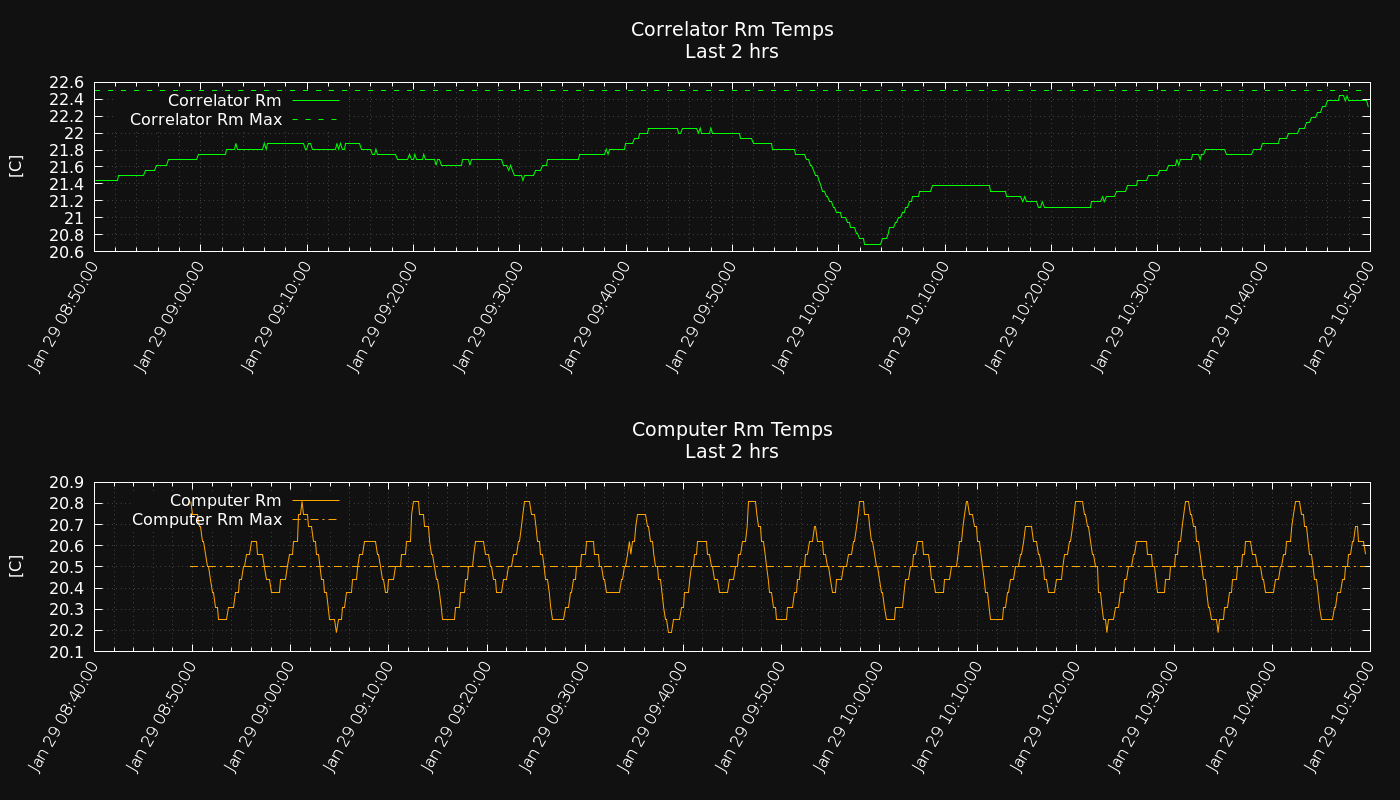 Correlator Rm Temps
Last 2 hrs
22.6
22.4
22.2
22
21.8
21.6
21.4
21.2
21
20.8
20.6
[C]
Correlator Rm
Correlator Rm Max
Jan 29 08:50:00
Jan 29 09:00:00
Jan 29 09:10:00
Jan 29 09:20:00
Jan 29 09:30:00
Jan 29 09:40:00
Jan 29 09:50:00
Jan 29 10:00:00
Jan 29 10:10:00
Jan 29 10:20:00
Jan 29 10:30:00
Jan 29 10:40:00
Jan 29 10:50:00
Computer Rm Temps
Last 2 hrs
20.9
20.8
20.7
20.6
20.5
20.4
20.3
20.2
20.1
[C]
Computer Rm
Computer Rm Max
Jan 29 08:40:00
Jan 29 08:50:00
Jan 29 09:00:00
Jan 29 09:10:00
Jan 29 09:20:00
Jan 29 09:30:00
Jan 29 09:40:00
Jan 29 09:50:00
Jan 29 10:00:00
Jan 29 10:10:00
Jan 29 10:20:00
Jan 29 10:30:00
Jan 29 10:40:00
Jan 29 10:50:00